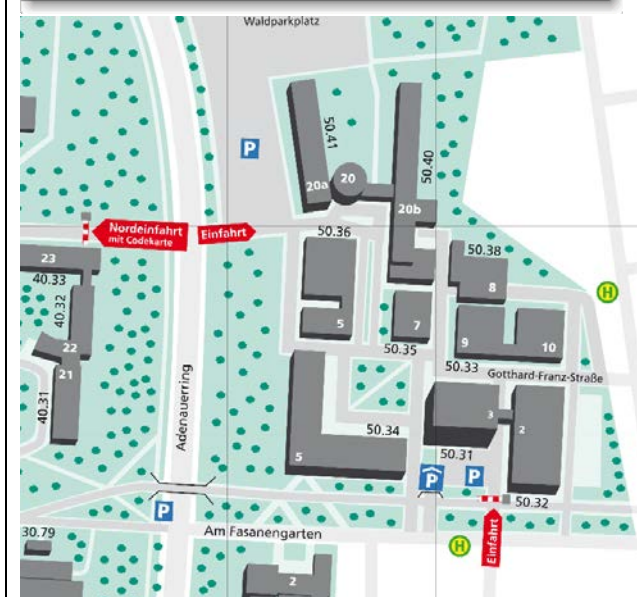 Waldparkplatz
50.41
P
20a
20
50.40
20b
Nordeinfahrt
mit Codekarte
Einfahrt
50.36
50.38
23
40.33
8
H
40.32
5
7
9
10
50.35
50.33
22
Gotthard-Franz-Straße
21
40.31
Adenauerring
3
2
50.34
50.31
5
P
P
50.32
P
30.79
Am Fasanengarten
Einfahrt
H
2